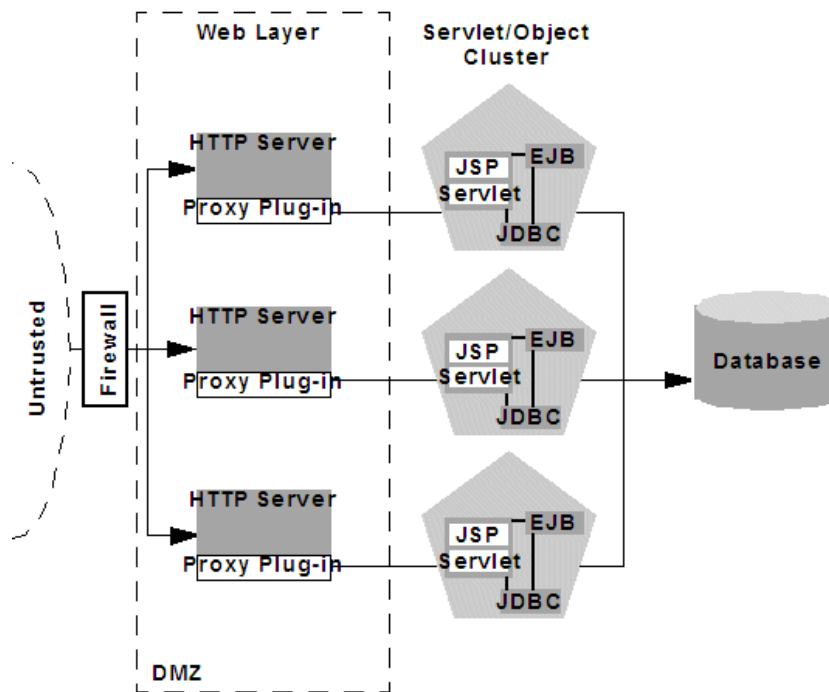 Web Layer
Servlet/Object
Cluster
HTTP Server
Proxy Plug-in
JSP
Servlet
EJB
JDBC
Untrusted
Firewall
HTTP Server
Proxy Plug-in
JSP
Servlet
EJB
JDBC
Database
HTTP Server
Proxy Plug-in
JSP
Servlet
EJB
JDBC
DMZ